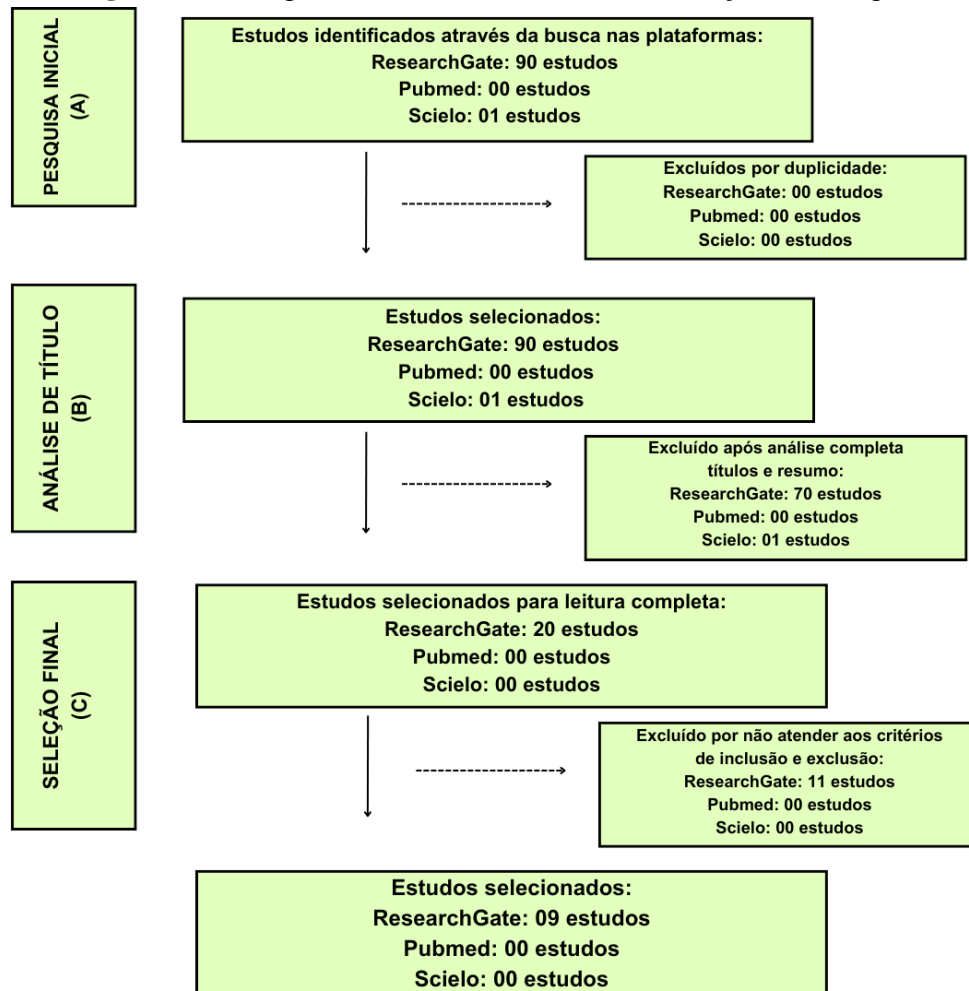 PESQUISA INICIAL
(A)
Estudos identificados através da busca nas plataformas:
ResearchGate: 90 estudos
Pubmed: 00 estudos
Scielo: 01 estudos
Excluídos por duplicidade:
ResearchGate: 00 estudos
Pubmed: 00 estudos
Scielo: 00 estudos
ANÁLISE DE TÍTULO
(B)
Estudos selecionados:
ResearchGate: 90 estudos
Pubmed: 00 estudos
Scielo: 01 estudos
Excluído após análise completa
títulos e resumo:
ResearchGate: 70 estudos
Pubmed: 00 estudos
Scielo: 01 estudos
SELEÇÃO FINAL
(C)
Estudos selecionados para leitura completa:
ResearchGate: 20 estudos
Pubmed: 00 estudos
Scielo: 00 estudos
Excluído por não atender aos critérios
de inclusão e exclusão:
ResearchGate: 11 estudos
Pubmed: 00 estudos
Scielo: 00 estudos
Estudos selecionados:
ResearchGate: 09 estudos
Pubmed: 00 estudos
Scielo: 00 estudos